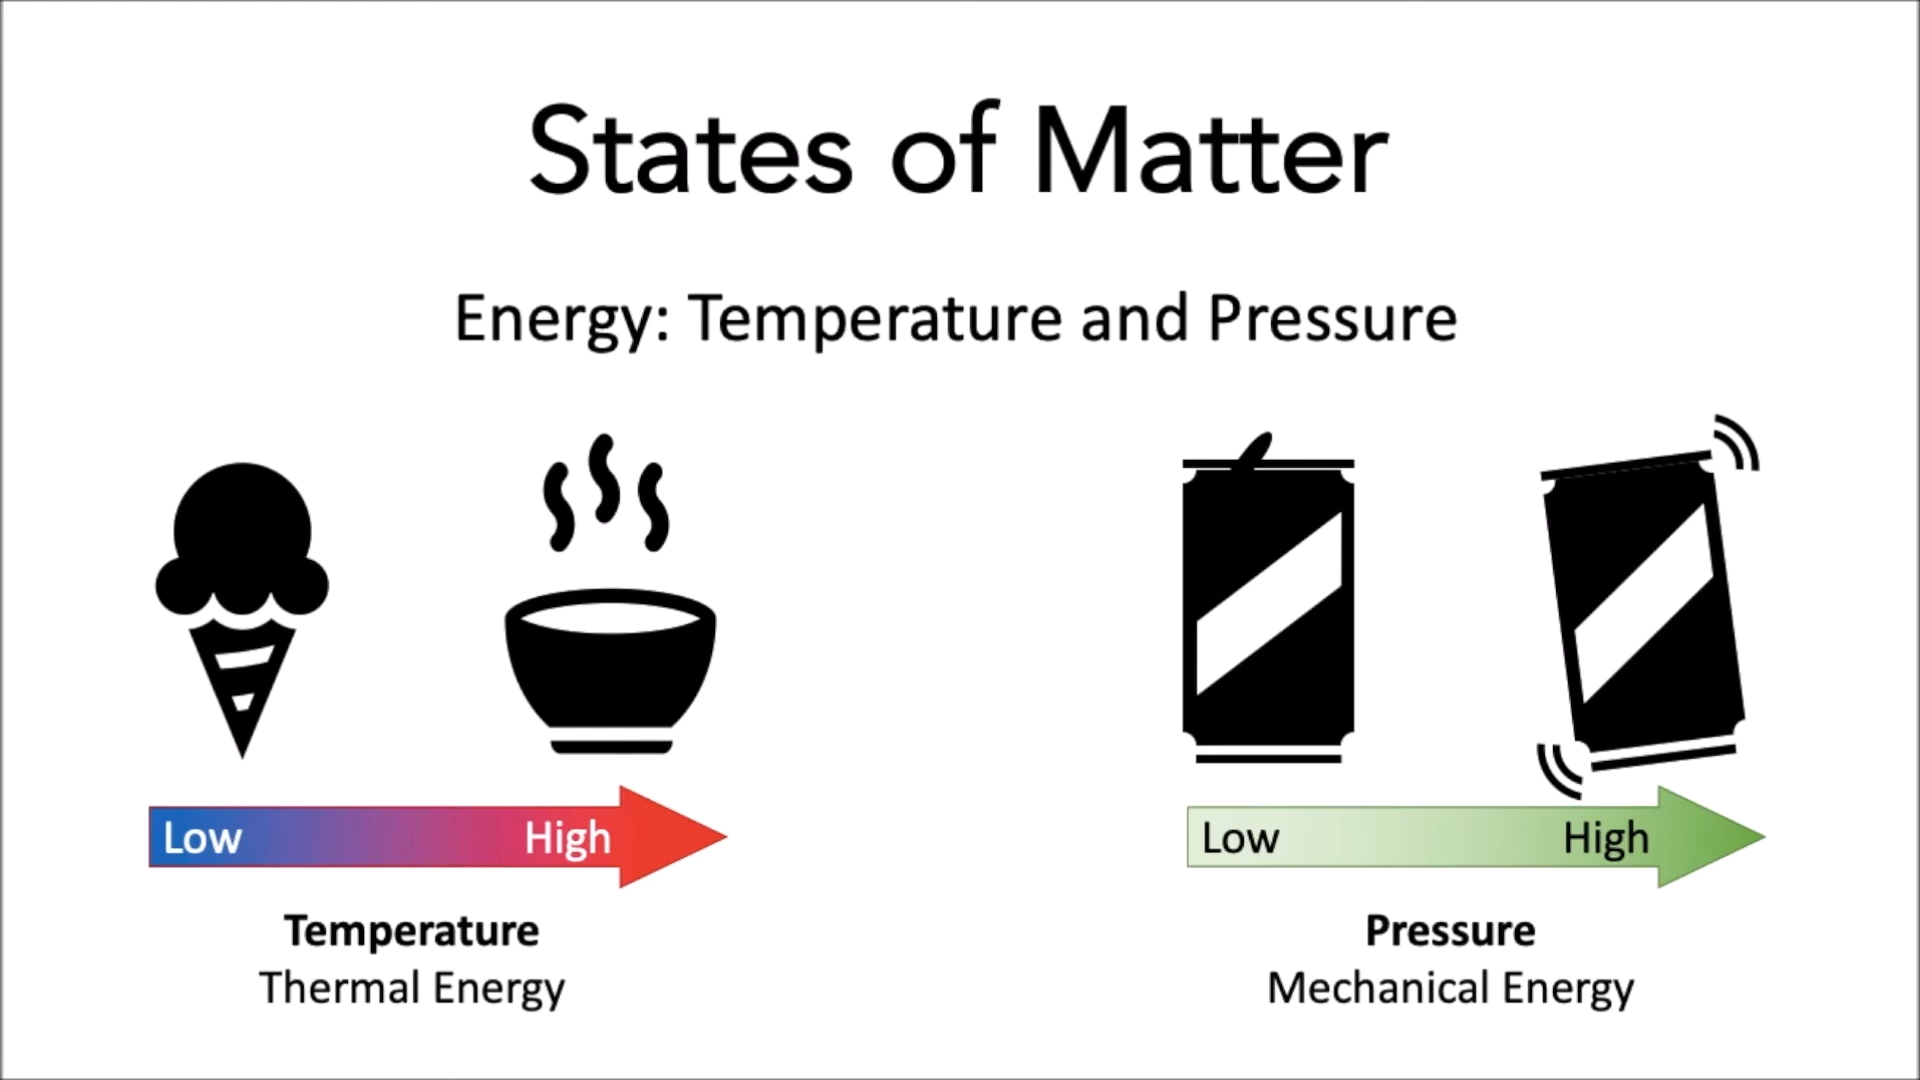 States of Matter
Energy: Temperature and Pressure
Low High
Temperature
Thermal Energy
Low High
Pressure
Mechanical Energy